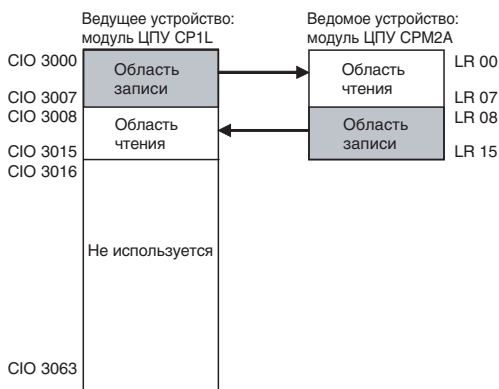 Ведущее устройство:
модуль ЦПУ CP1L
Ведомое устройство:
модуль ЦПУ CPM2A
CIO 3000
Область
записи
CIO 3007
CIO 3008
Область
чтения
CIO 3015
CIO 3016
Не используется
CIO 3063
LR 00
Область
чтения
LR 07
LR 08
Область
записи
LR 15